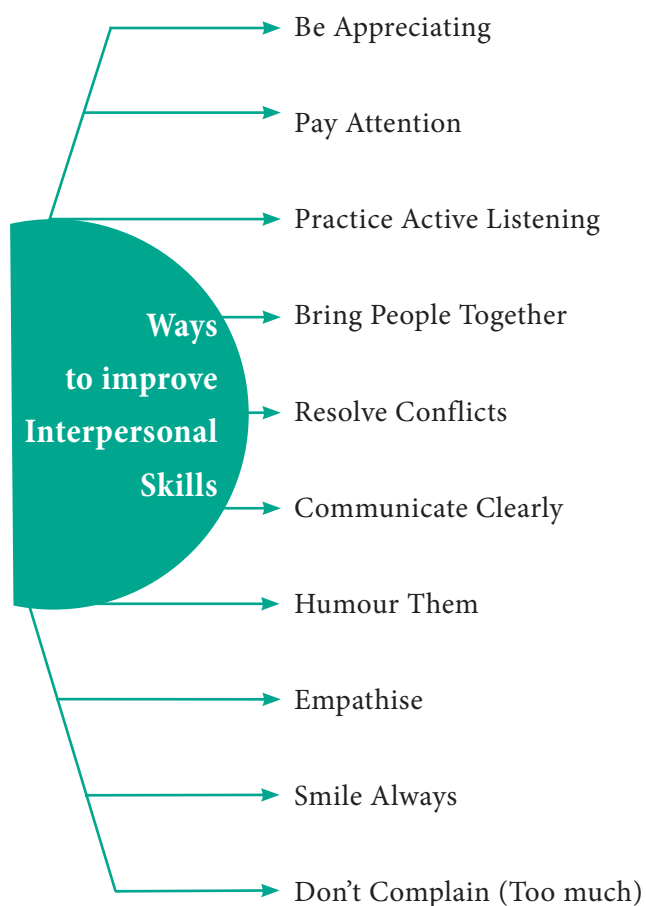 Be Appreciating
Pay Attention
Practice Active Listening
Ways
to improve
Interpersonal
Skills
Bring People Together
Resolve Conflicts
Communicate Clearly
Humour Them
Empathise
Smile Always
Don't Complain (Too much)